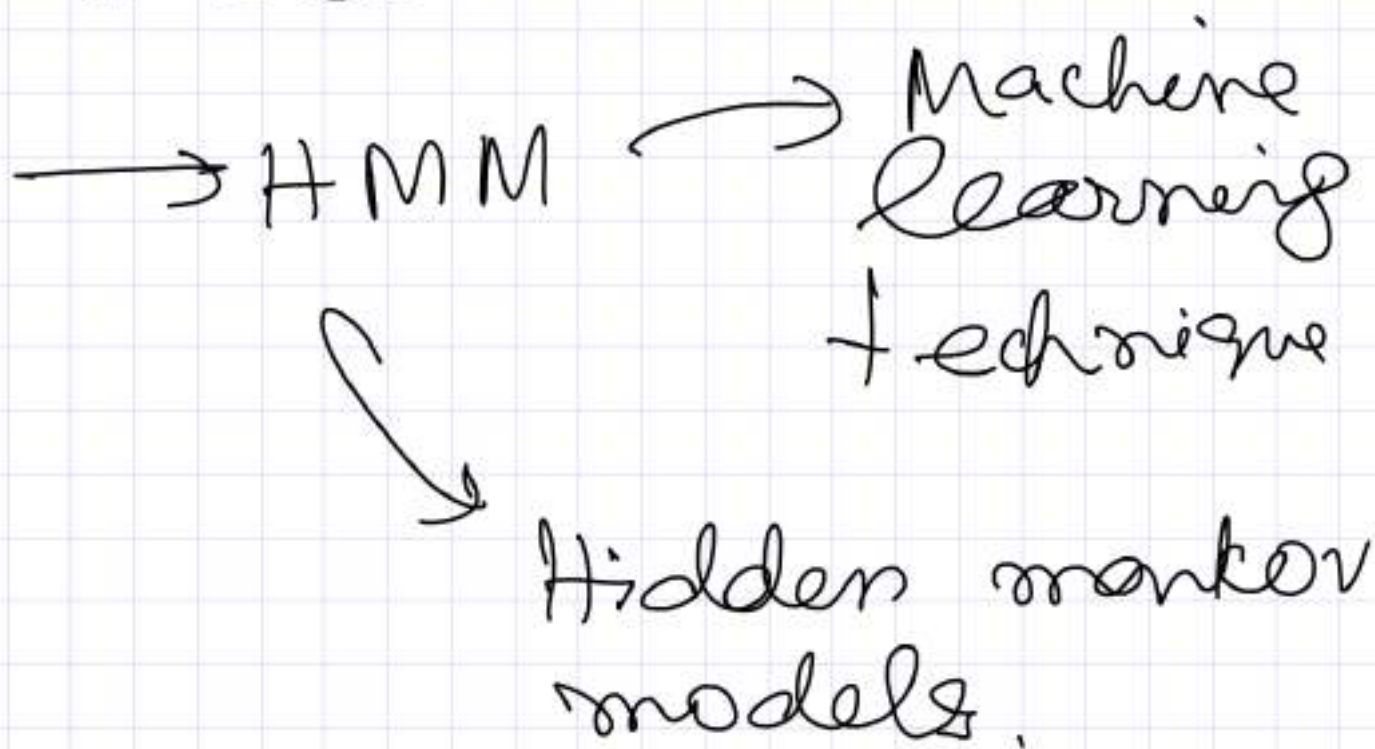 → HMM → Machine
learning
technique
Hidden markov
models.